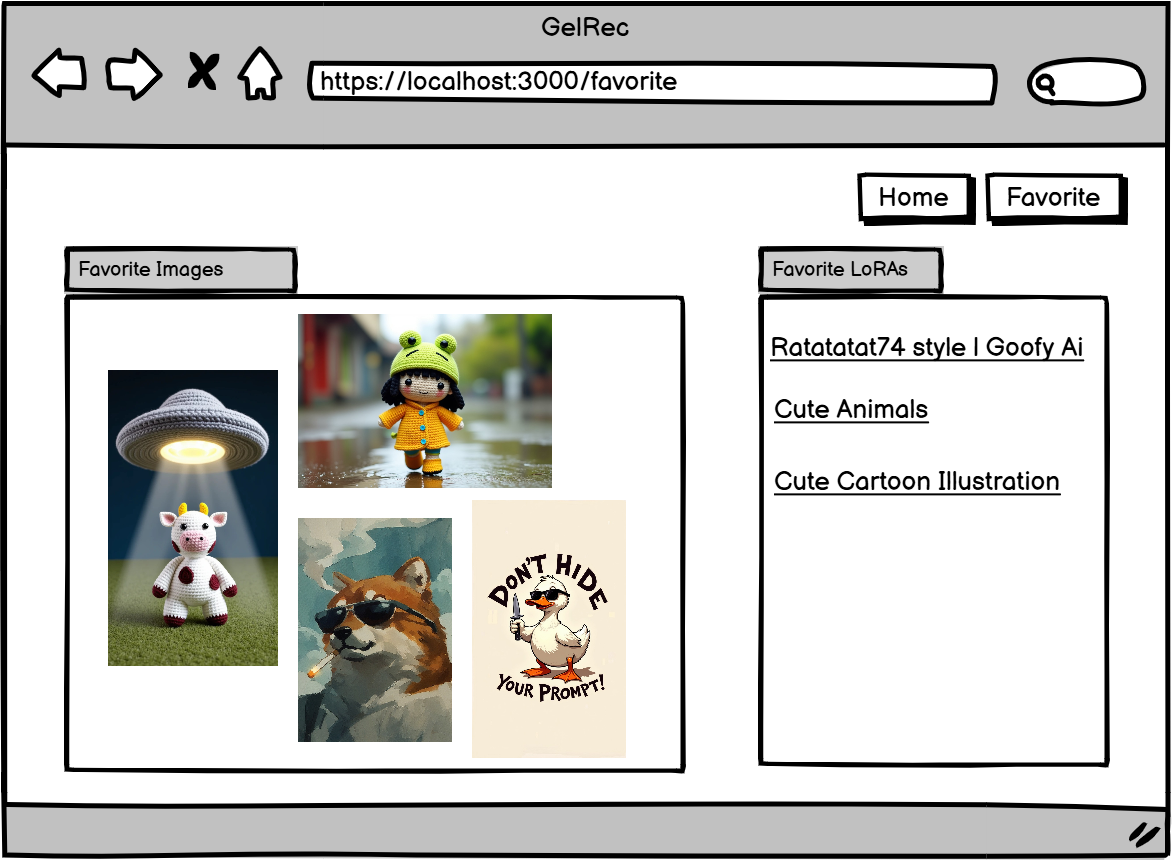 GelRec
https://localhost:3000/favorite
Home
Favorite
Favorite Images
Favorite LoRAs
Ratatatat74 style | Goofy Ai
Cute Animals
Cute Cartoon Illustration
DON'T HIDE
YOUR PROMPT!